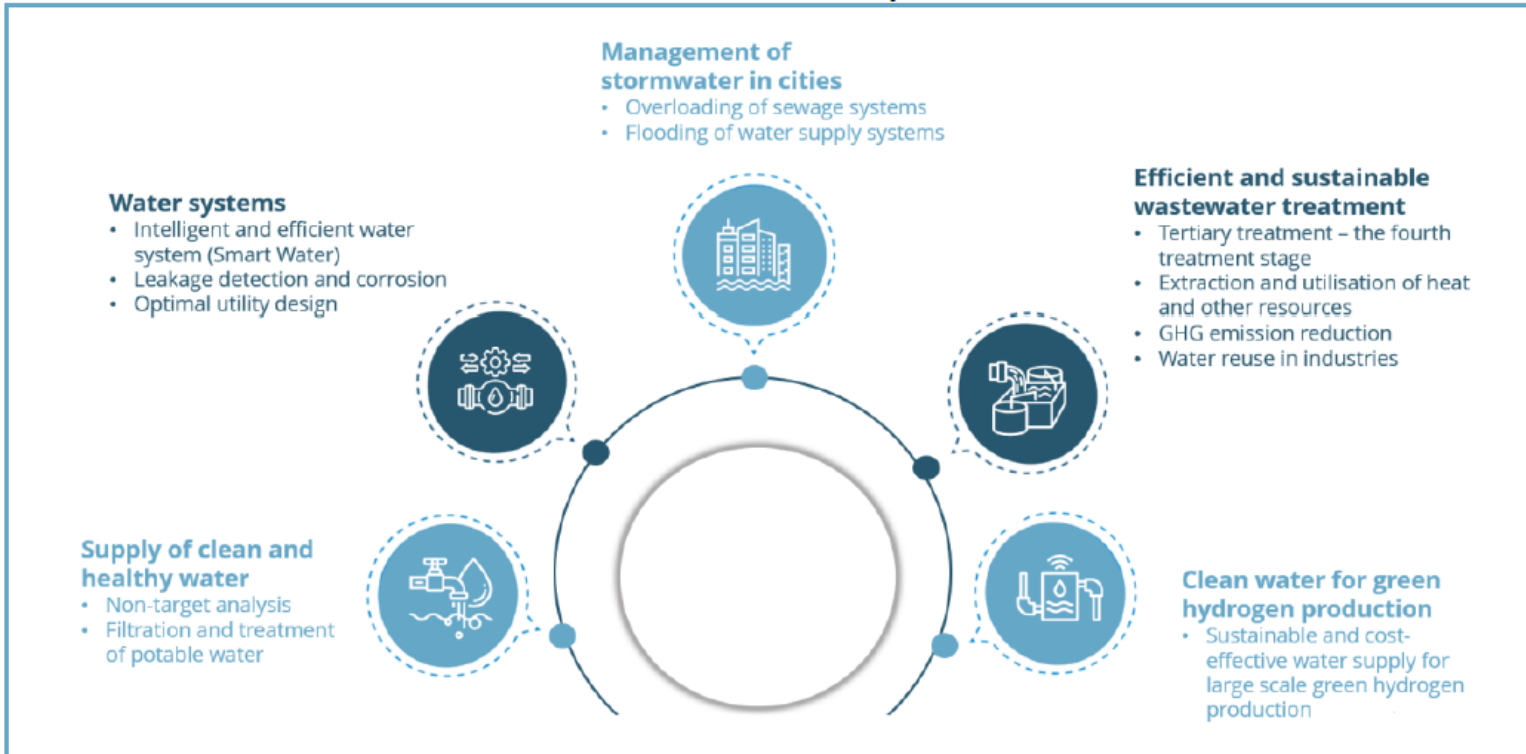 Management of
stormwater in cities
• Overloading of sewage systems
• Flooding of water supply systems
Water systems
• Intelligent and efficient water
system (Smart Water)
• Leakage detection and corrosion
• Optimal utility design
Efficient and sustainable
wastewater treatment
• Tertiary treatment – the fourth
treatment stage
• Extraction and utilisation of heat
and other resources
• GHG emission reduction
• Water reuse in industries
Supply of clean and
healthy water
• Non-target analysis
• Filtration and treatment
of potable water
Clean water for green
hydrogen production
• Sustainable and cost-
effective water supply for
large scale green hydrogen
production